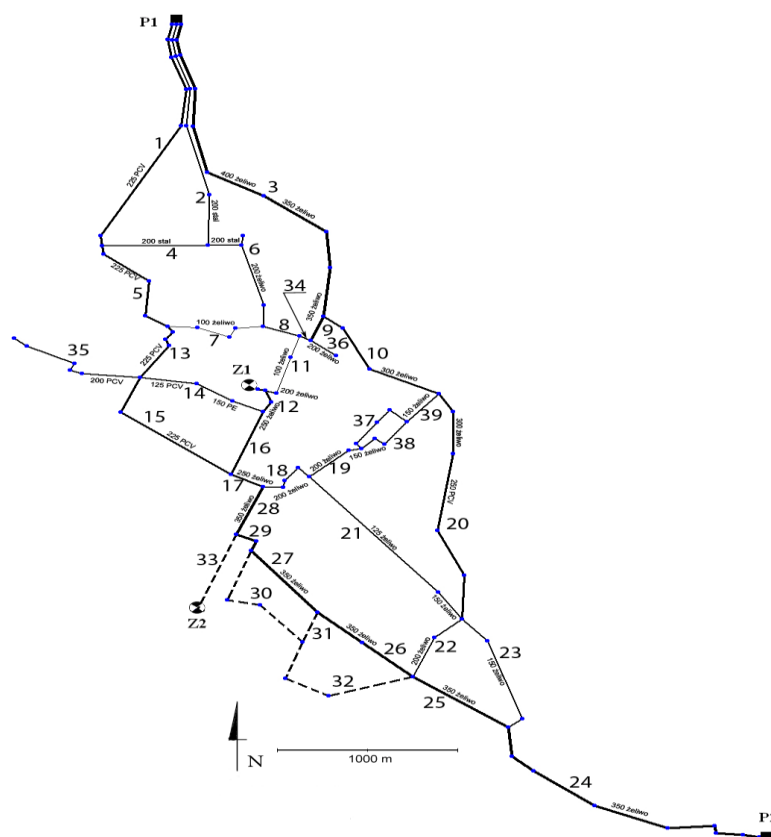 P1
1
225 PCV
2
200 stal
400 żeliwo
3
350 żeliwo
200 stal
4
200 stal
6
225 PCV
5
200 żeliwo
34
350 żeliwo
9
100 żeliwo
7
8
36
200 żeliwo
10
300 żeliwo
13
225 PCV
35
200 PCV
125 PCV
14
150 PE
Z1
11
100 żeliwo
200 żeliwo
12
250 żeliwo
37
150 żeliwo
39
38
300 żeliwo
15
225 PCV
16
17
250 żeliwo
18
200 żeliwo
200 żeliwo
19
150 żeliwo
250 PCV
20
28
350 żeliwo
29
21
125 żeliwo
33
27
350 żeliwo
150 żeliwo
30
Z2
31
350 żeliwo
26
22
200 żeliwo
23
150 żeliwo
32
25
350 żeliwo
N
1000 m
24
350 żeliwo